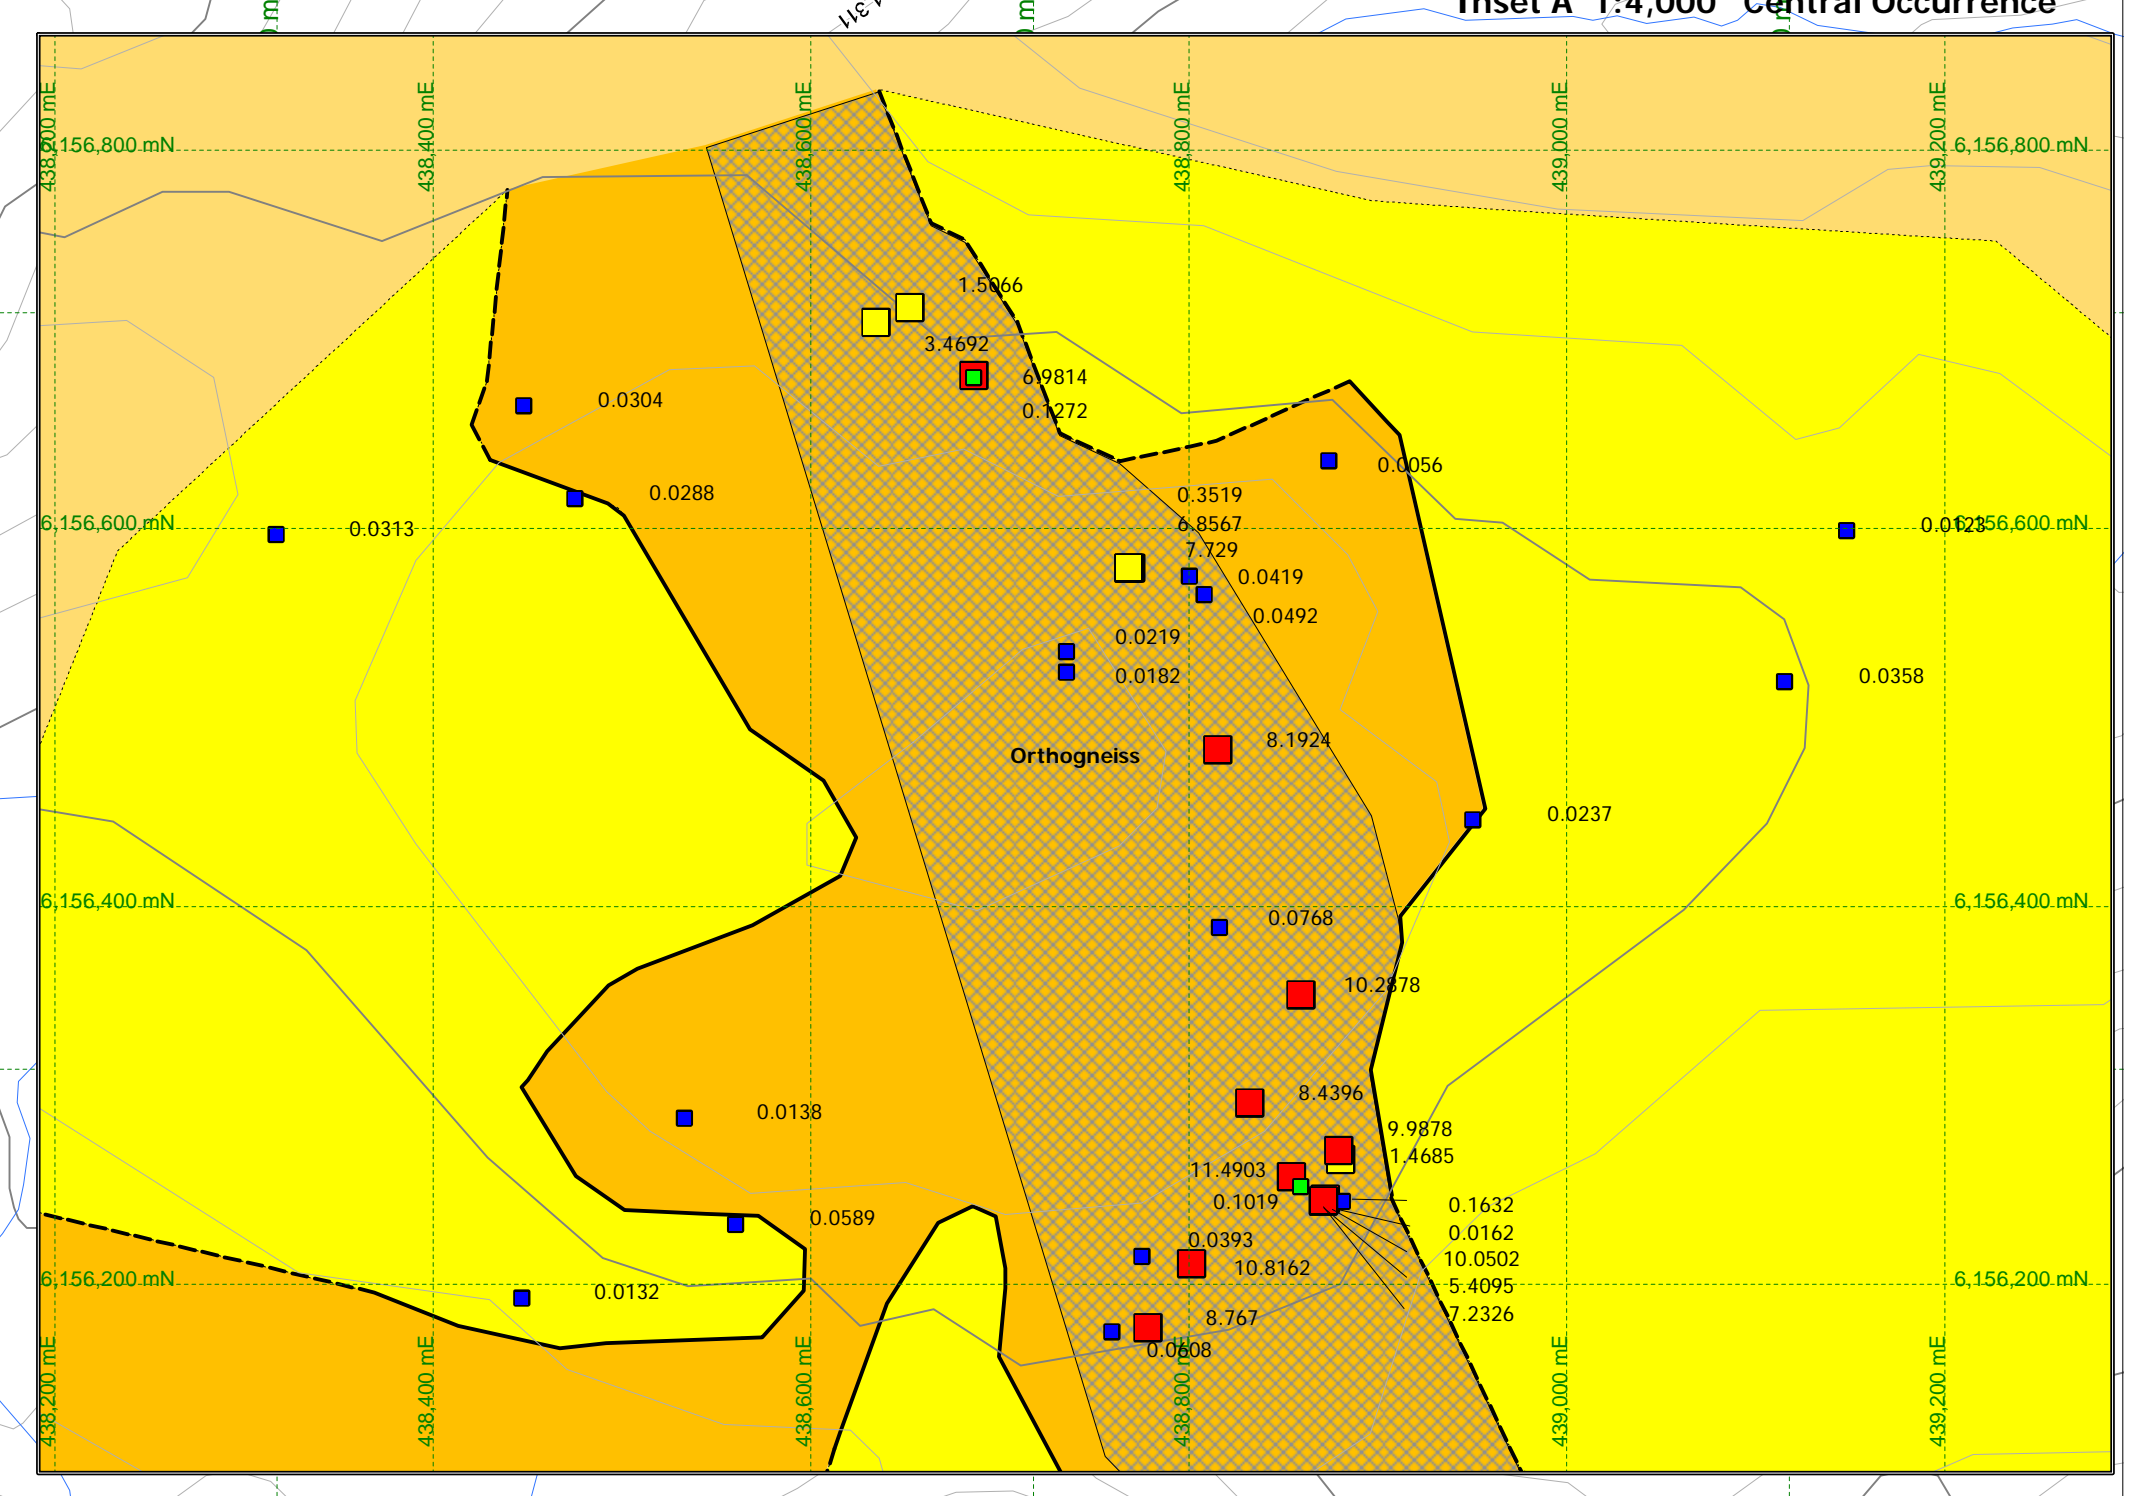 Inset A 1:4,000 Central Occurrence
311
438,200 mE
438,400 mE
438,600 mE
438,800 mE
439,000 mE
439,200 mE
6,156,800 mN
6,156,800 mN
1.5066
3.4692
6.9814
0.1272
0.0304
0.0056
0.0288
0.3519
6,156,600 mN
0.0313
6.8567
0.0123
6,156,600 mN
7.729
0.0419
0.0492
0.0219
0.0182
0.0358
8.1924
Orthogneiss
0.0237
6,156,400 mN
0.0768
6,156,400 mN
10.2878
8.4396
0.0138
9.9878
1.4685
11.4903
0.1019
0.1632
0.0589
0.0162
0.0393
10.0502
10.8162
6,156,200 mN
5.4095
6,156,200 mN
0.0132
8.767
7.2326
0.0608
438,200 mE
438,400 mE
438,600 mE
438,800 mE
439,000 mE
439,200 mE